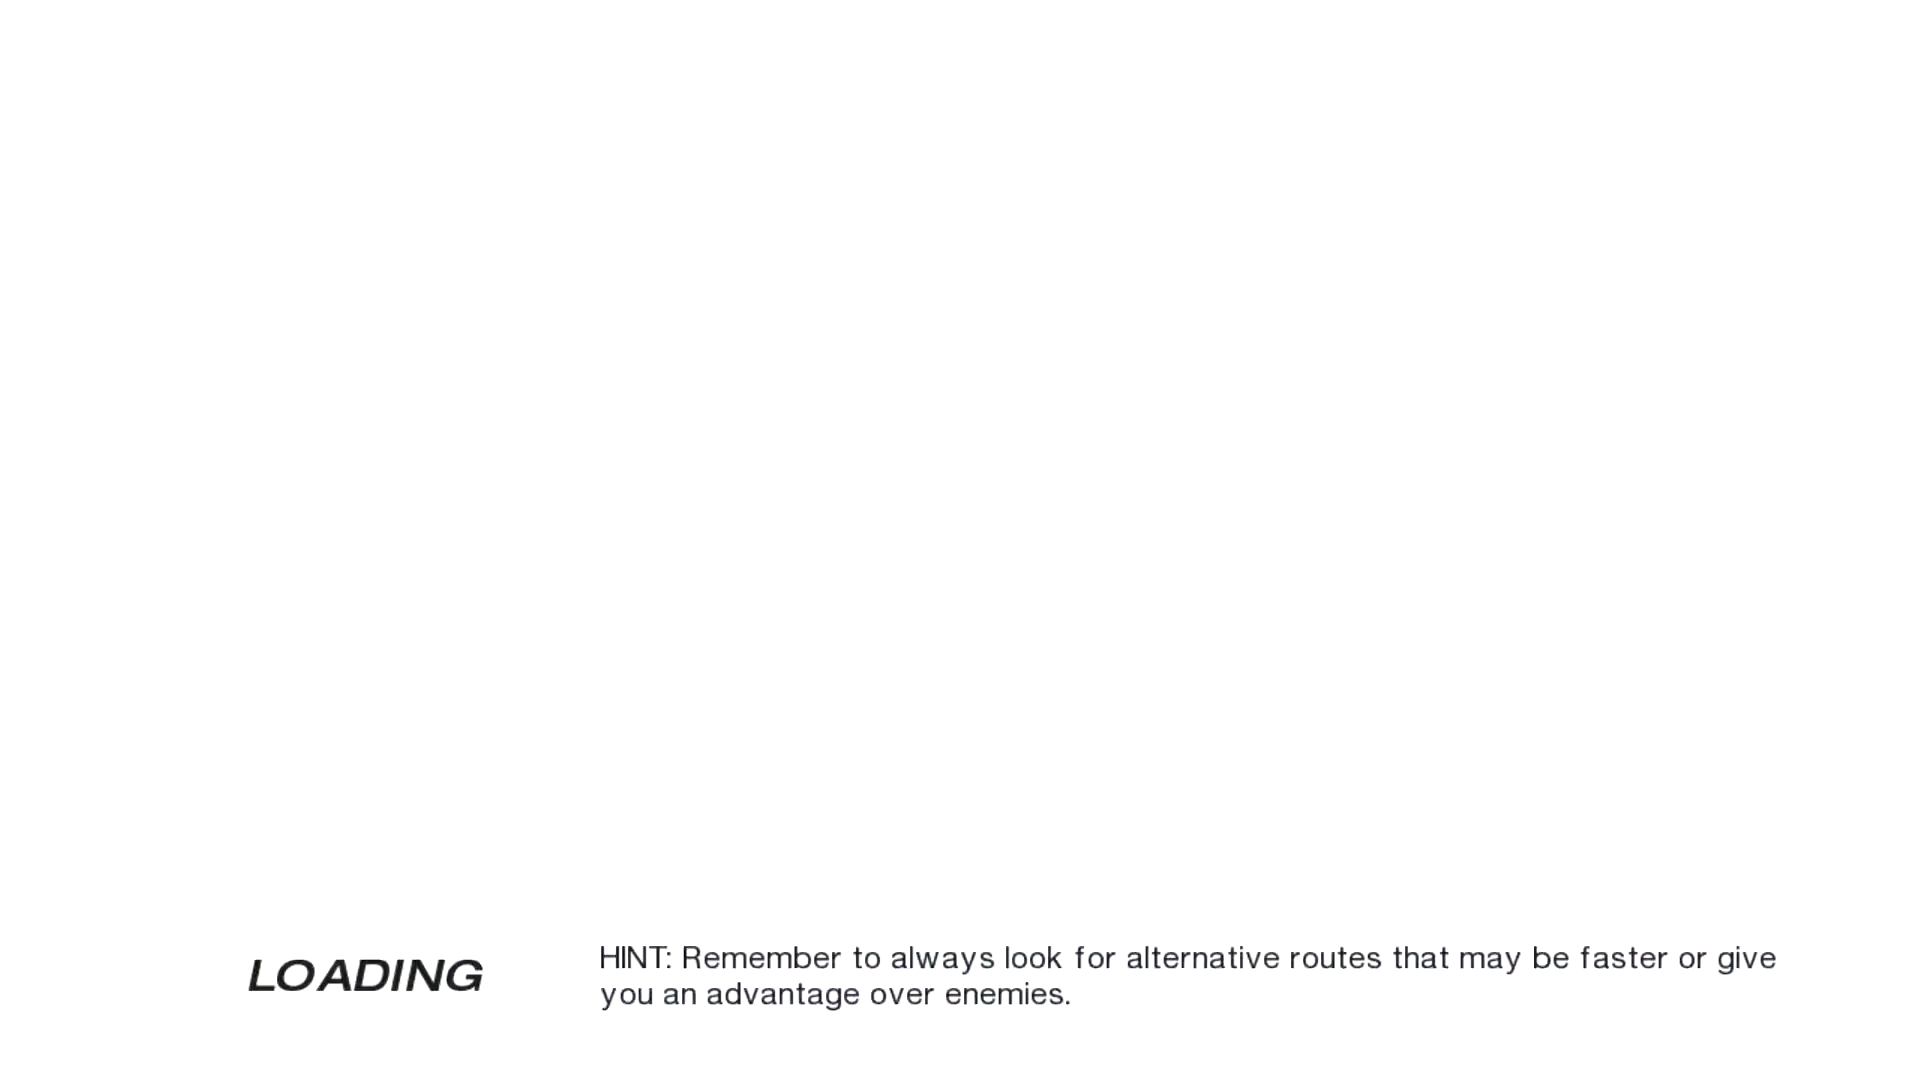 LOADING
HINT: Remember to always look for alternative routes that may be faster or give
you an advantage over enemies.